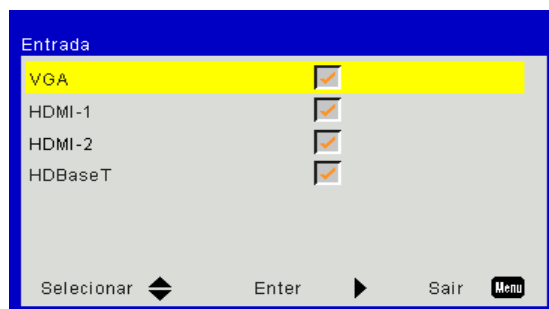 Entrada
VGA
HDMI-1
HDMI-2
HDBaseT
Selecionar Enter Sair Menu